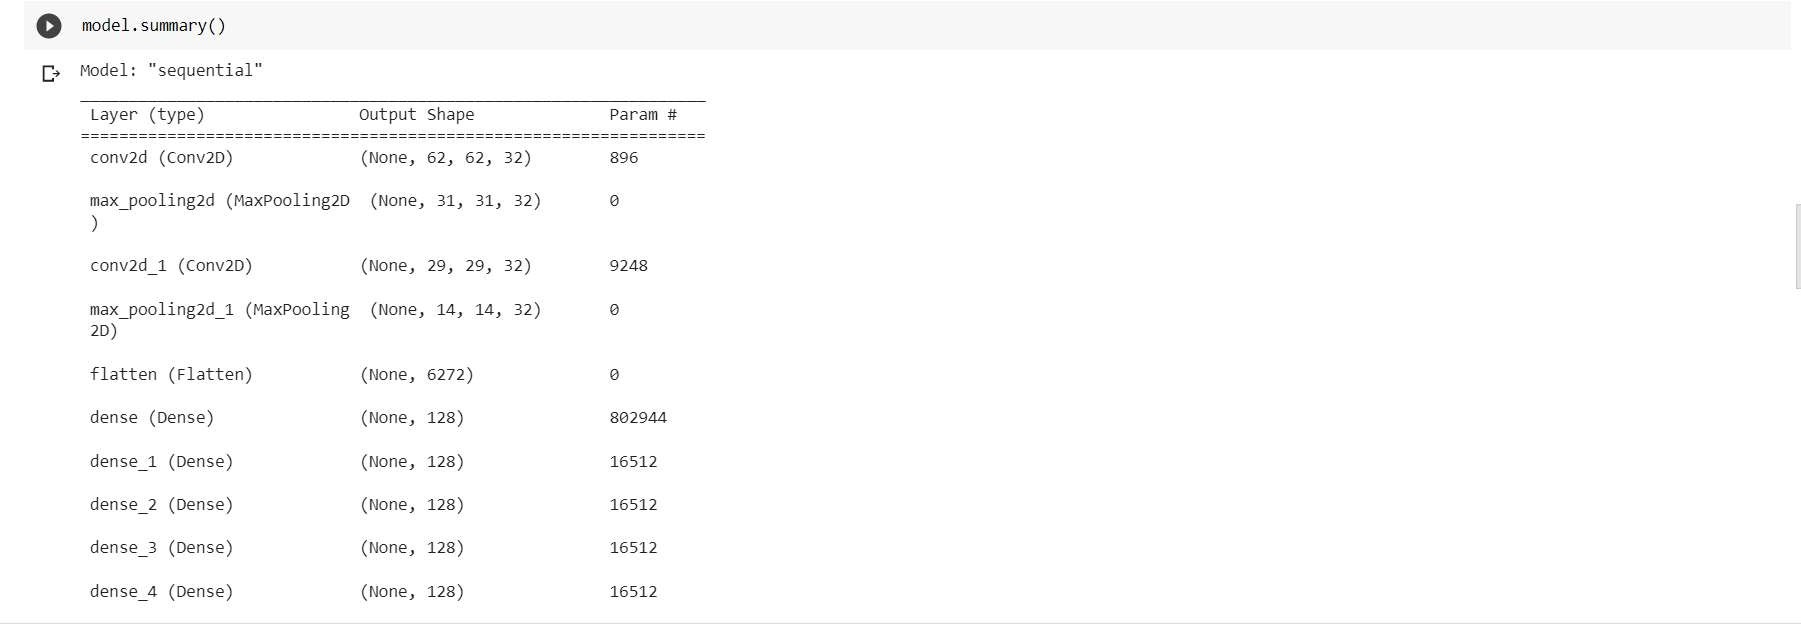 model.summary()
Model: "sequential"
_________________________________________________________________
Layer (type) Output Shape Param #
=================================================================
conv2d (Conv2D) (None, 62, 62, 32) 896
max_pooling2d (MaxPooling2D (None, 31, 31, 32) 0
)
conv2d_1 (Conv2D) (None, 29, 29, 32) 9248
max_pooling2d_1 (MaxPooling (None, 14, 14, 32) 0
2D)
flatten (Flatten) (None, 6272) 0
dense (Dense) (None, 128) 802944
dense_1 (Dense) (None, 128) 16512
dense_2 (Dense) (None, 128) 16512
dense_3 (Dense) (None, 128) 16512
dense_4 (Dense) (None, 128) 16512